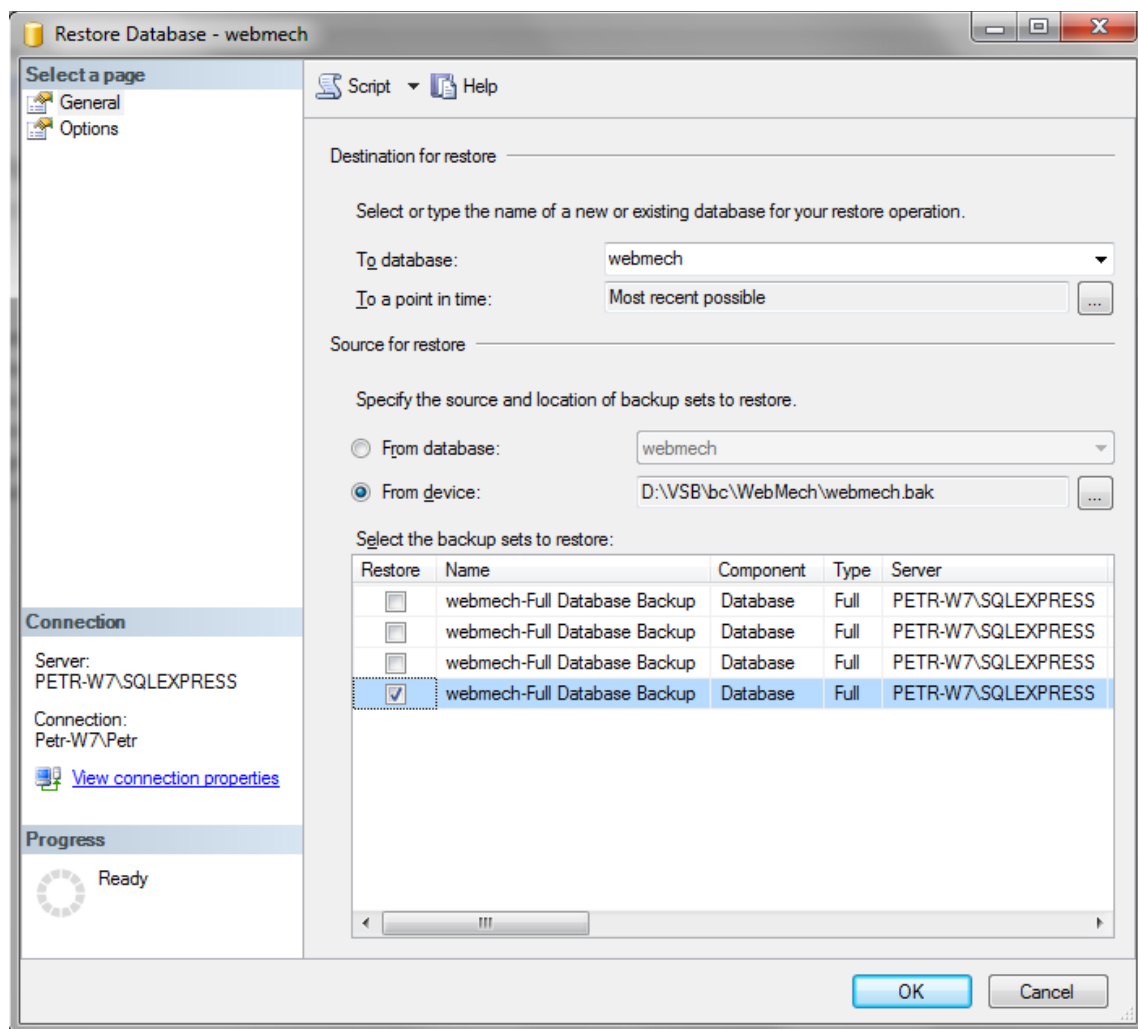 Restore Database - webmech
Select a page
General
Options
Script Help
Destination for restore
Select or type the name of a new or existing database for your restore operation.
To database: webmech
To a point in time: Most recent possible ...
Source for restore
Specify the source and location of backup sets to restore.
From database: webmech
From device: D:\VSB\bc\WebMech\webmech.bak ...
Select the backup sets to restore:
Restore Name Component Type Server
webmech-Full Database Backup Database Full PETR-W7\SQLEXPRESS
webmech-Full Database Backup Database Full PETR-W7\SQLEXPRESS
webmech-Full Database Backup Database Full PETR-W7\SQLEXPRESS
webmech-Full Database Backup Database Full PETR-W7\SQLEXPRESS
Connection
Server:
PETR-W7\SQLEXPRESS
Connection:
Petr-W7\Petr
View connection properties
Progress
Ready
OK Cancel